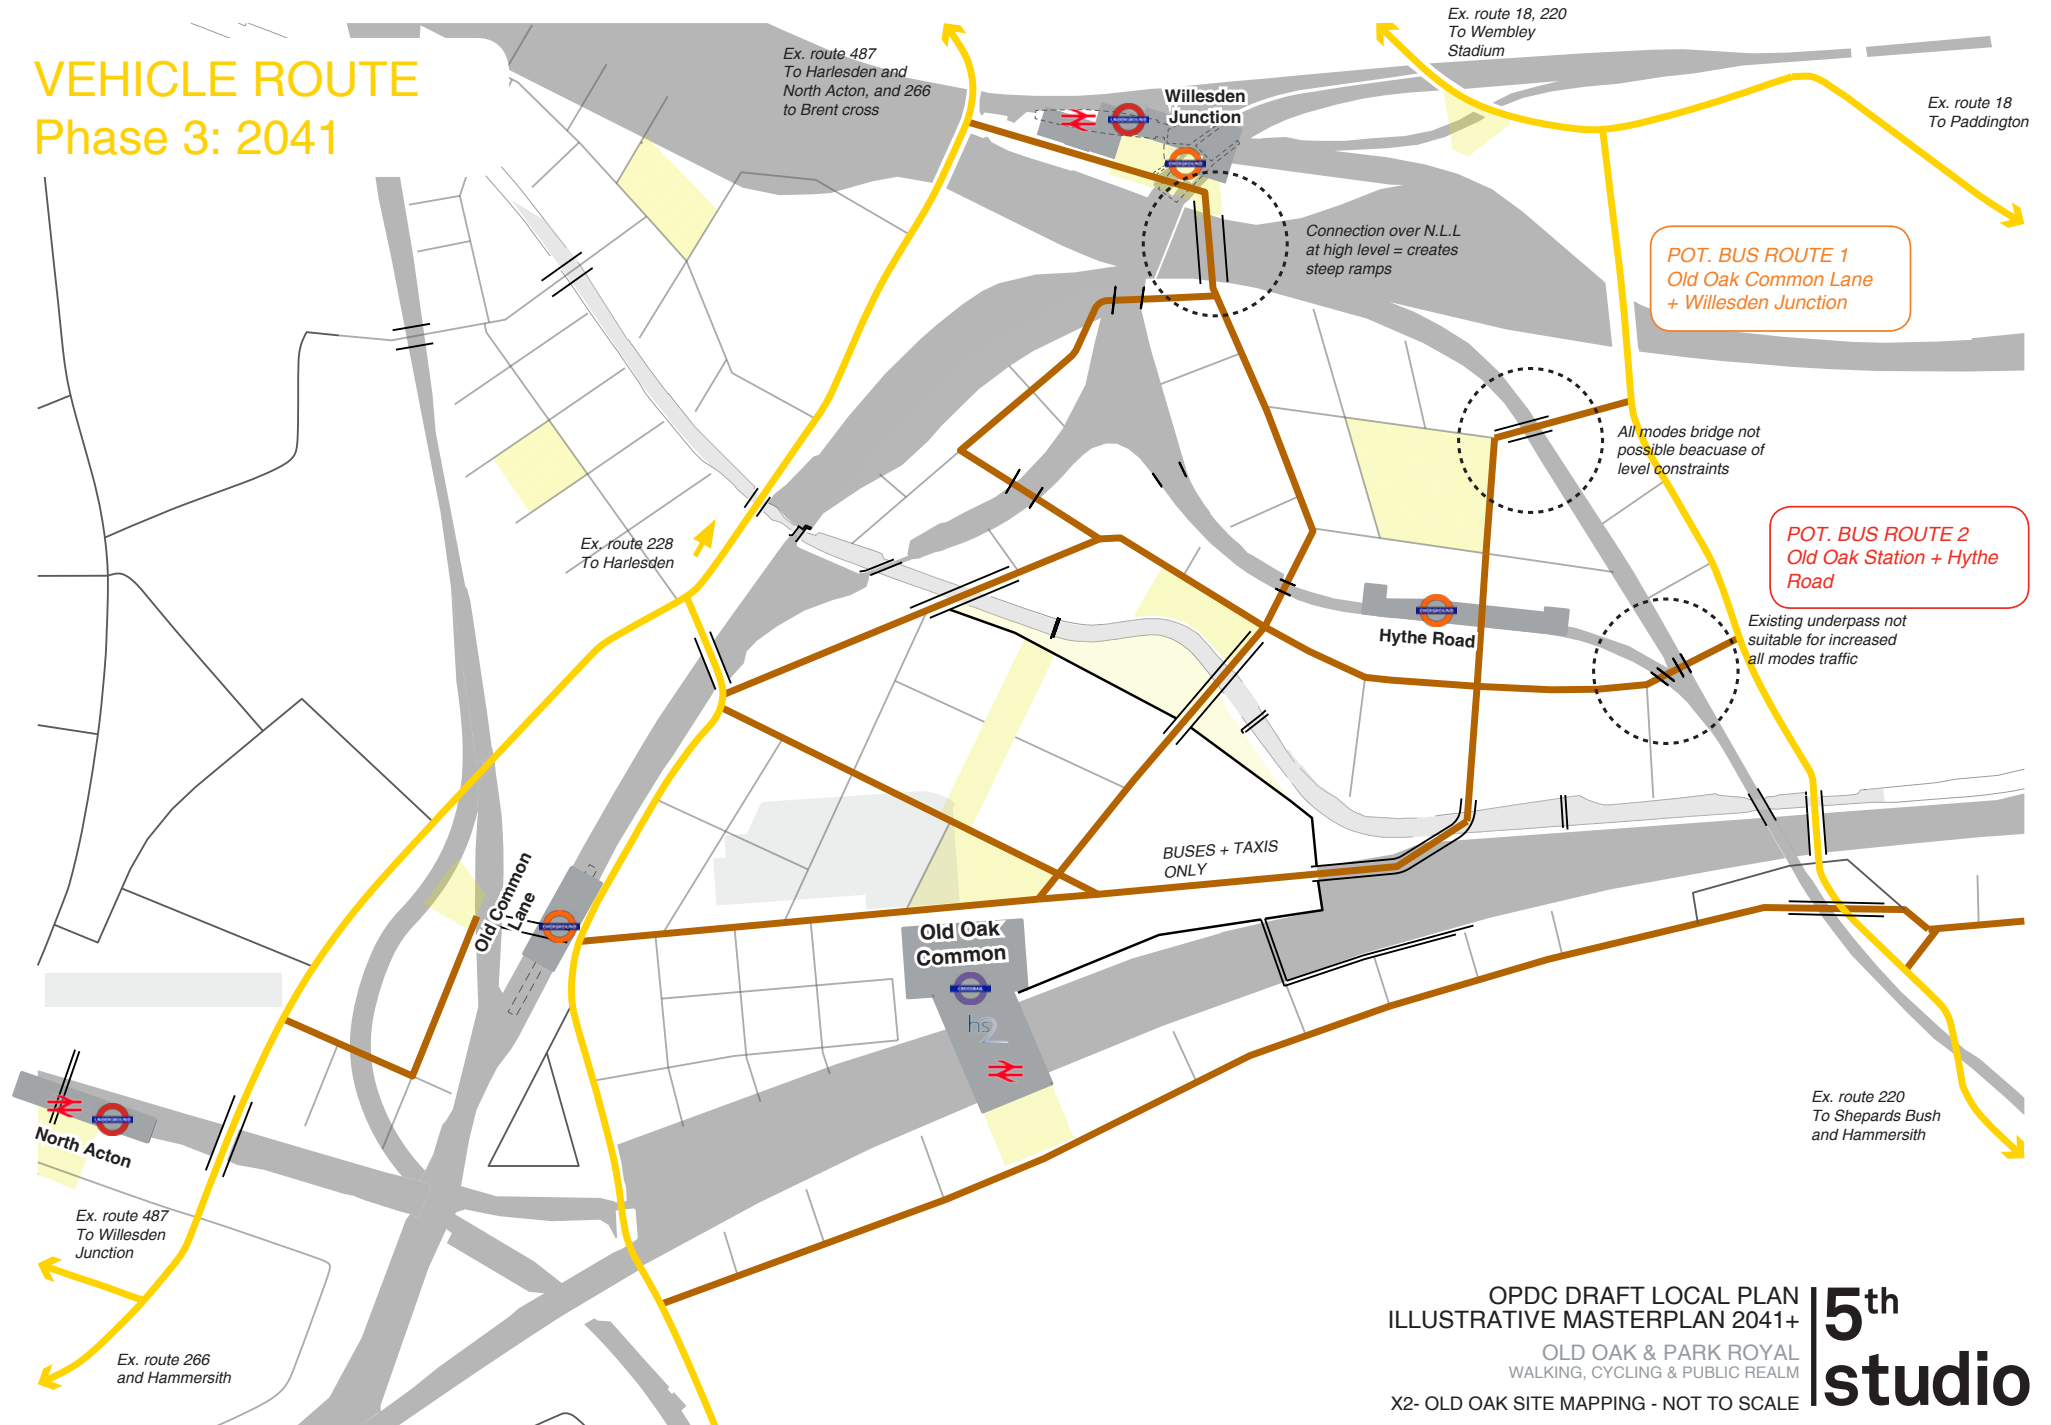 VEHICLE ROUTE
Phase 3: 2041
Ex. route 487
To Harlesden and
North Acton, and 266
to Brent cross
Ex. route 18, 220
To Wembley
Stadium
Ex. route 18
To Paddington
Willesden
Junction
UNDERGROUND
OVERGROUND
Connection over N.L.L
at high level = creates
steep ramps
POT. BUS ROUTE 1
Old Oak Common Lane
+ Willesden Junction
All modes bridge not
possible beacuase of
level constraints
POT. BUS ROUTE 2
Old Oak Station + Hythe
Road
Ex. route 228
To Harlesden
OVERGROUND
Hythe Road
Existing underpass not
suitable for increased
all modes traffic
BUSES + TAXIS
ONLY
Old Common
Lane
OVERGROUND
Old Oak
Common
CROSSRAIL
hs2
UNDERGROUND
North Acton
Ex. route 220
To Shepards Bush
and Hammersith
Ex. route 487
To Willesden
Junction
Ex. route 266
and Hammersith
OPDC DRAFT LOCAL PLAN
ILLUSTRATIVE MASTERPLAN 2041+
OLD OAK & PARK ROYAL
WALKING, CYCLING & PUBLIC REALM
X2- OLD OAK SITE MAPPING - NOT TO SCALE
5th
studio